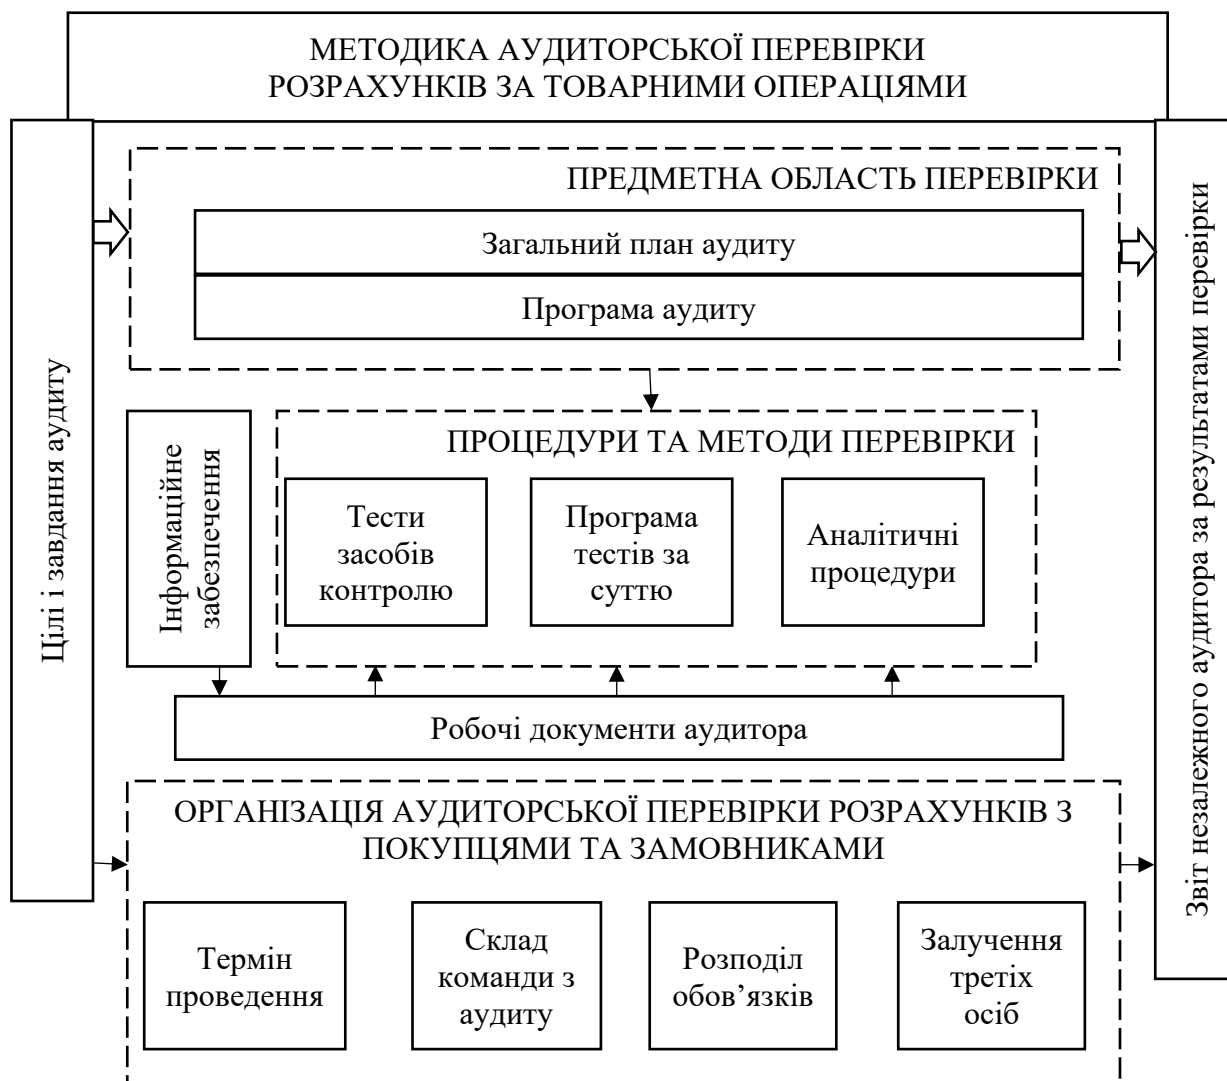 МЕТОДИКА АУДИТОРСЬКОЇ ПЕРЕВІРКИ
РОЗРАХУНКІВ ЗА ТОВАРНИМИ ОПЕРАЦІЯМИ
Цілі і завдання аудиту
ПРЕДМЕТНА ОБЛАСТЬ ПЕРЕВІРКИ
Загальний план аудиту
Програма аудиту
Інформаційне
забезпечення
ПРОЦЕДУРИ ТА МЕТОДИ ПЕРЕВІРКИ
Тести
засобів
контролю
Програма
тестів за
суттю
Аналітичні
процедури
Робочі документи аудитора
ОРГАНІЗАЦІЯ АУДИТОРСЬКОЇ ПЕРЕВІРКИ РОЗРАХУНКІВ З
ПОКУПЦЯМИ ТА ЗАМОВНИКАМИ
Термін
проведення
Склад
команди з
аудиту
Розподіл
обов’язків
Залучення
третіх
осіб
Звіт незалежного аудитора за результатами перевірки